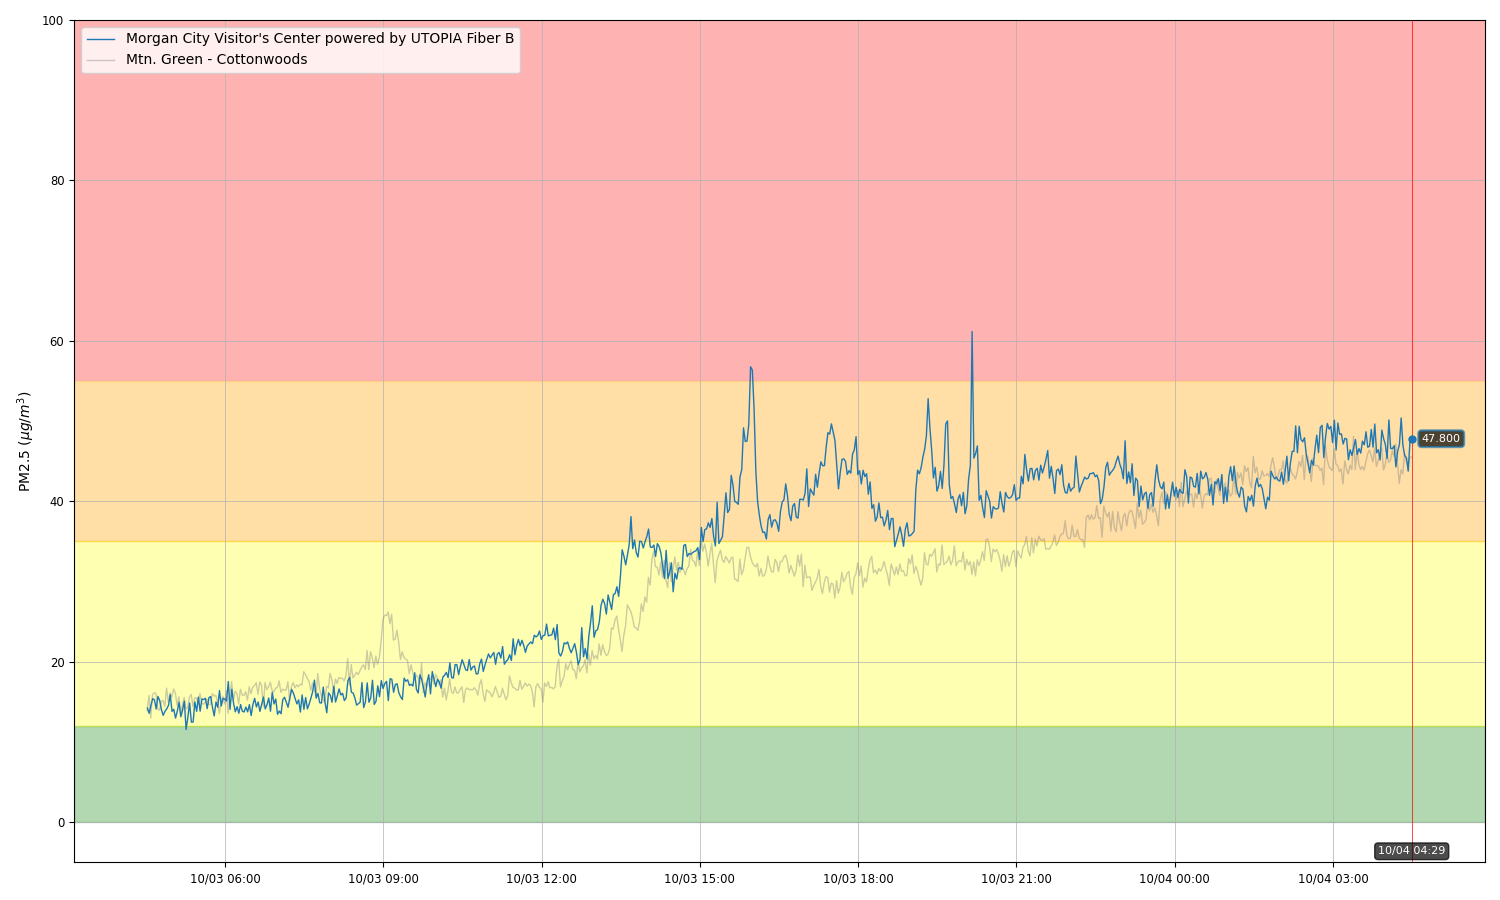 100
Morgan City Visitor's Center powered by UTOPIA Fiber B
Mtn. Green - Cottonwoods
80
60
PM2.5 (μg/m³)
47.800
40
20
0
10/04 04:29
10/03 06:00 10/03 09:00 10/03 12:00 10/03 15:00 10/03 18:00 10/03 21:00 10/04 00:00 10/04 03:00